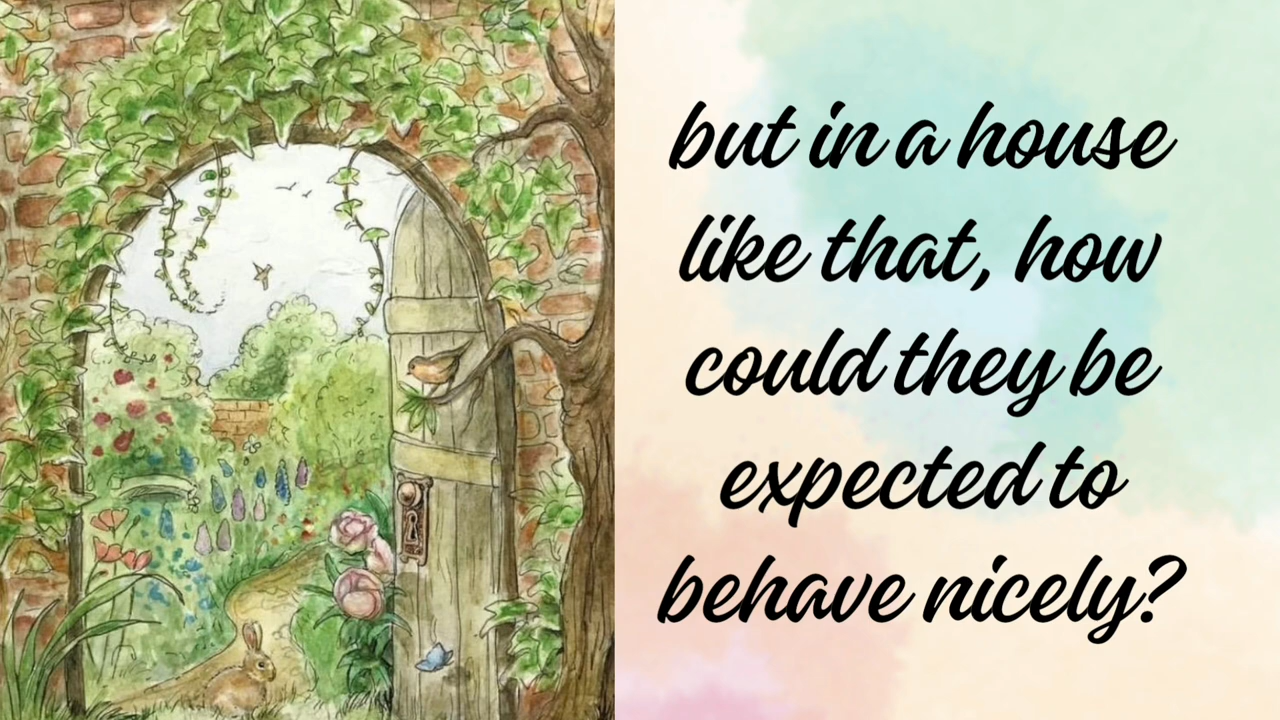 but in a house
like that, how
could they be
expected to
behave nicely?